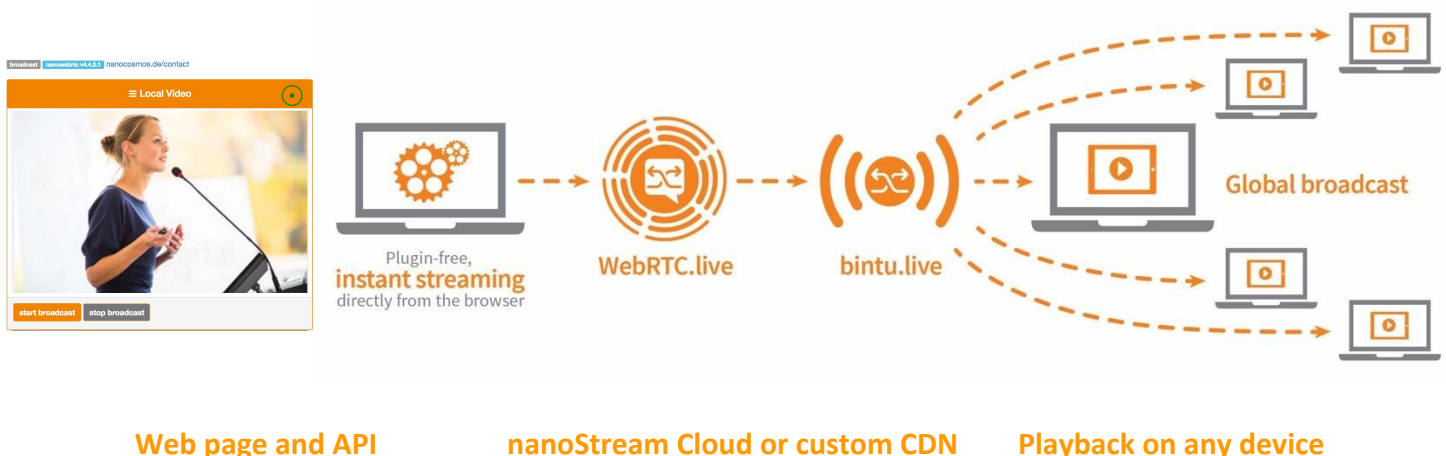 broadcast nanowebrtc v4.4.2.1 nanocosmos.de/contact
≡ Local Video
start broadcast stop broadcast
Plugin-free,
instant streaming
directly from the browser
WebRTC.live
bintu.live
Global broadcast
Web page and API
nanoStream Cloud or custom CDN
Playback on any device